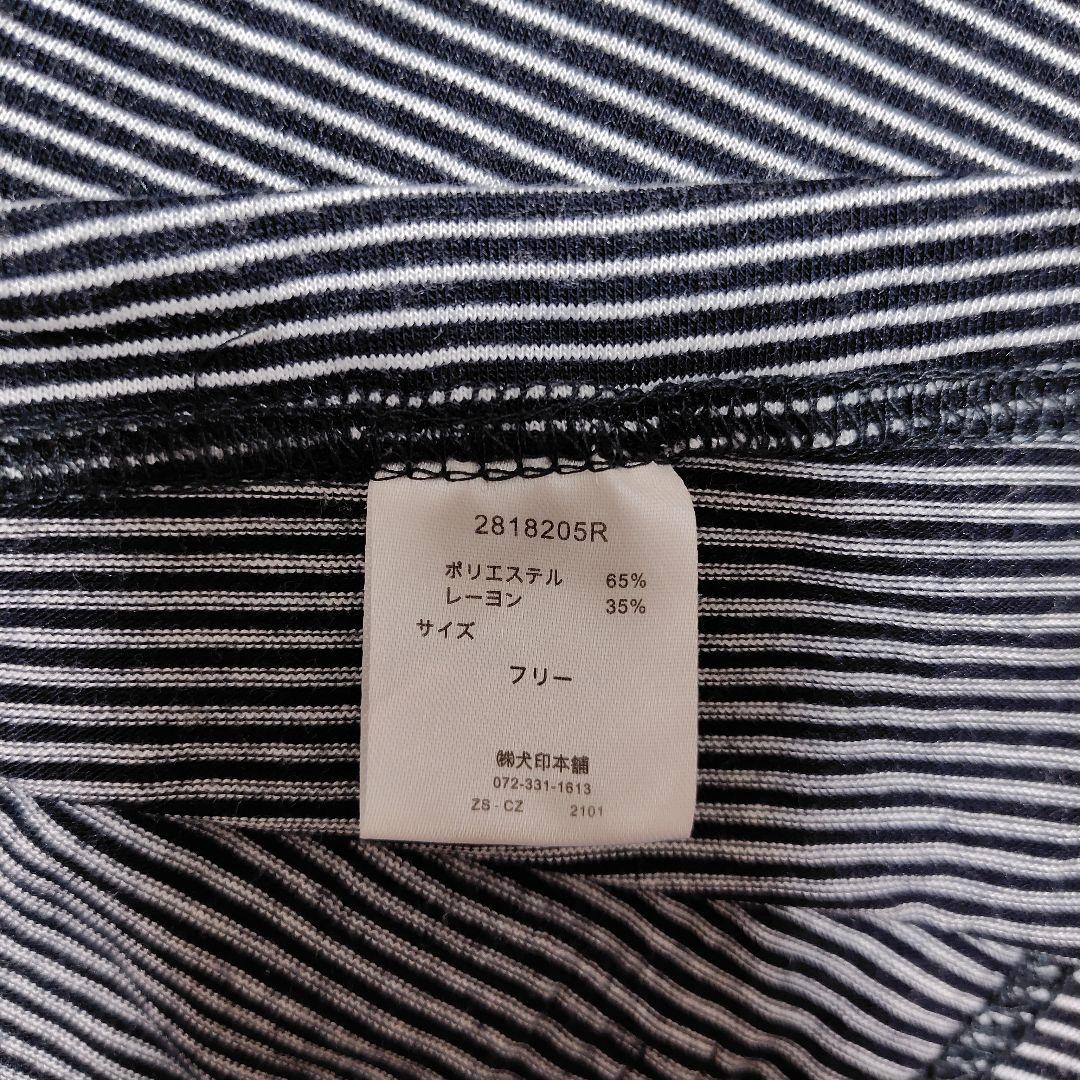 2818205R
ポリエステル 65%
レーヨン 35%
サイズ
フリー
㈱犬印本舗
072-331-1613
ZS-CZ 2101